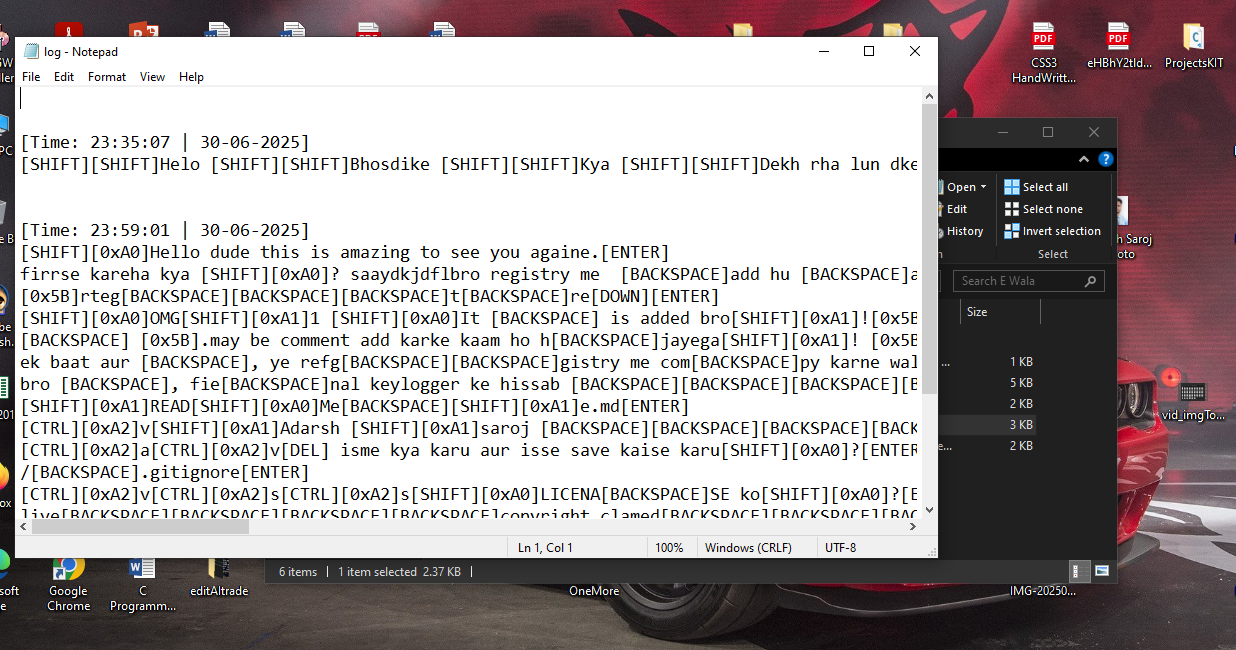 log - Notepad
File Edit Format View Help
[Time: 23:35:07 | 30-06-2025]
[SHIFT][SHIFT]Helo [SHIFT][SHIFT]Bhosdike [SHIFT][SHIFT]Kya [SHIFT][SHIFT]Dekh rha lun dke
[Time: 23:59:01 | 30-06-2025]
[SHIFT][0xA0]Hello dude this is amazing to see you againe.[ENTER]
firrse kareha kya [SHIFT][0xA0]? saaydkjdflbro registry me  [BACKSPACE]add hu [BACKSPACE]a
[0x5B]rteg[BACKSPACE][BACKSPACE][BACKSPACE]t[BACKSPACE]re[DOWN][ENTER]
[SHIFT][0xA0]OMG[SHIFT][0xA1]1 [SHIFT][0xA0]It [BACKSPACE] is added bro[SHIFT][0xA1]![0x5B
[BACKSPACE] [0x5B].may be comment add karke kaam ho h[BACKSPACE]jayega[SHIFT][0xA1]! [0x5B
ek baat aur [BACKSPACE], ye refg[BACKSPACE][BACKSPACE]gistry me com[BACKSPACE]py karne wal
bro [BACKSPACE], fie[BACKSPACE]nal keylogger ke hissab [BACKSPACE][BACKSPACE][BACKSPACE][B
[SHIFT][0xA1]READ[SHIFT][0xA0]Me[BACKSPACE][SHIFT][0xA1]e.md[ENTER]
[CTRL][0xA2]v[SHIFT][0xA1]Adarsh [SHIFT][0xA1]saroj [BACKSPACE][BACKSPACE][BACKSPACE][BACK
[CTRL][0xA2]a[CTRL][0xA2]v[DEL] isme kya karu aur isse save kaise karu[SHIFT][0xA0]?[ENTER
/[BACKSPACE].gitignore[ENTER]
[CTRL][0xA2]v[CTRL][0xA2]s[CTRL][0xA2]s[SHIFT][0xA0]LICENA[BACKSPACE]SE ko[SHIFT][0xA0]?[E
live[BACKSPACE][BACKSPACE][BACKSPACE][BACKSPACE]copyright clamed[BACKSPACE][BACKSPACE][BAC
Ln 1, Col 1 100% Windows (CRLF) UTF-8
Open Select all
Edit Select none
History Invert selection
Select
Search E Wala
Size
1 KB
5 KB
2 KB
3 KB
2 KB
6 items 1 item selected 2.37 KB
PDF PDF
CSS3 HandWritt...
eHBhY2tId...
ProjectsKIT
Saroj
vid_imgTo...
Google Chrome
C Programm...
editAltrade
OneMore
IMG-20250...